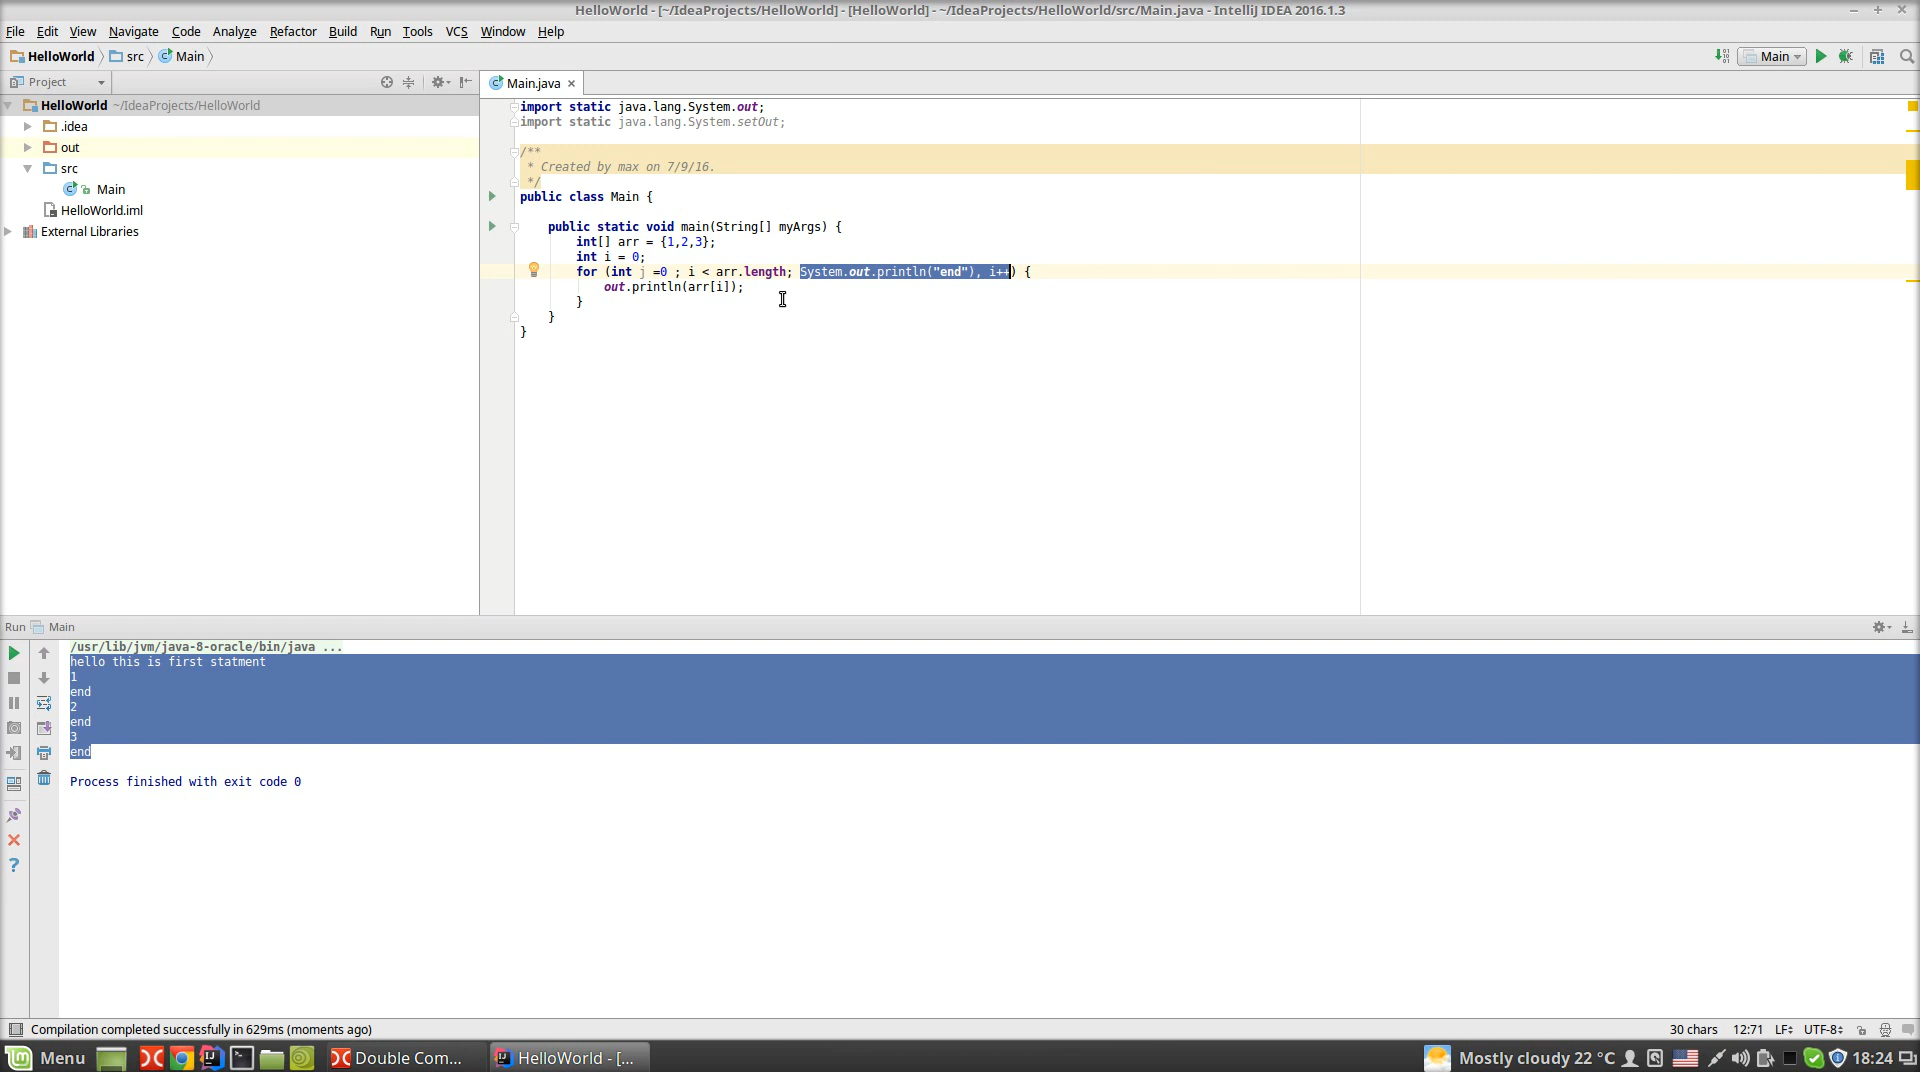 HelloWorld - [~/IdeaProjects/HelloWorld] - [HelloWorld] - ~/IdeaProjects/HelloWorld/src/Main.java - IntelliJ IDEA 2016.1.3
File Edit View Navigate Code Analyze Refactor Build Run Tools VCS Window Help
HelloWorld src Main Main
Project
Main.java
HelloWorld ~/IdeaProjects/HelloWorld
.idea
out
src
Main
HelloWorld.iml
External Libraries
import static java.lang.System.out;
import static java.lang.System.setOut;
/**
* Created by max on 7/9/16.
*/
public class Main {
public static void main(String[] myArgs) {
int[] arr = {1,2,3};
int i = 0;
for (int j =0 ; i < arr.length; System.out.println("end"), i++) {
out.println(arr[i]);
}
}
}
Run Main
/usr/lib/jvm/java-8-oracle/bin/java ...
hello this is first statment
1
end
2
end
3
end
Process finished with exit code 0
Compilation completed successfully in 629ms (moments ago)
30 chars 12:71 LF UTF-8
Menu Double Com... HelloWorld - [... Mostly cloudy 22 °C 18:24